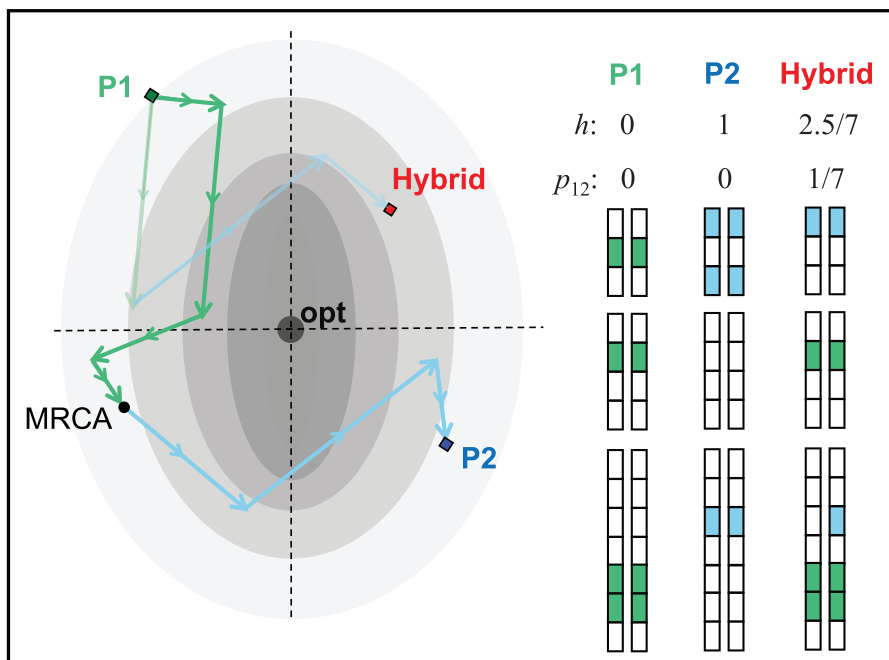 P1
Hybrid
opt
MRCA
P2
P1 P2 Hybrid
h: 0 1 2.5/7
p12: 0 0 1/7